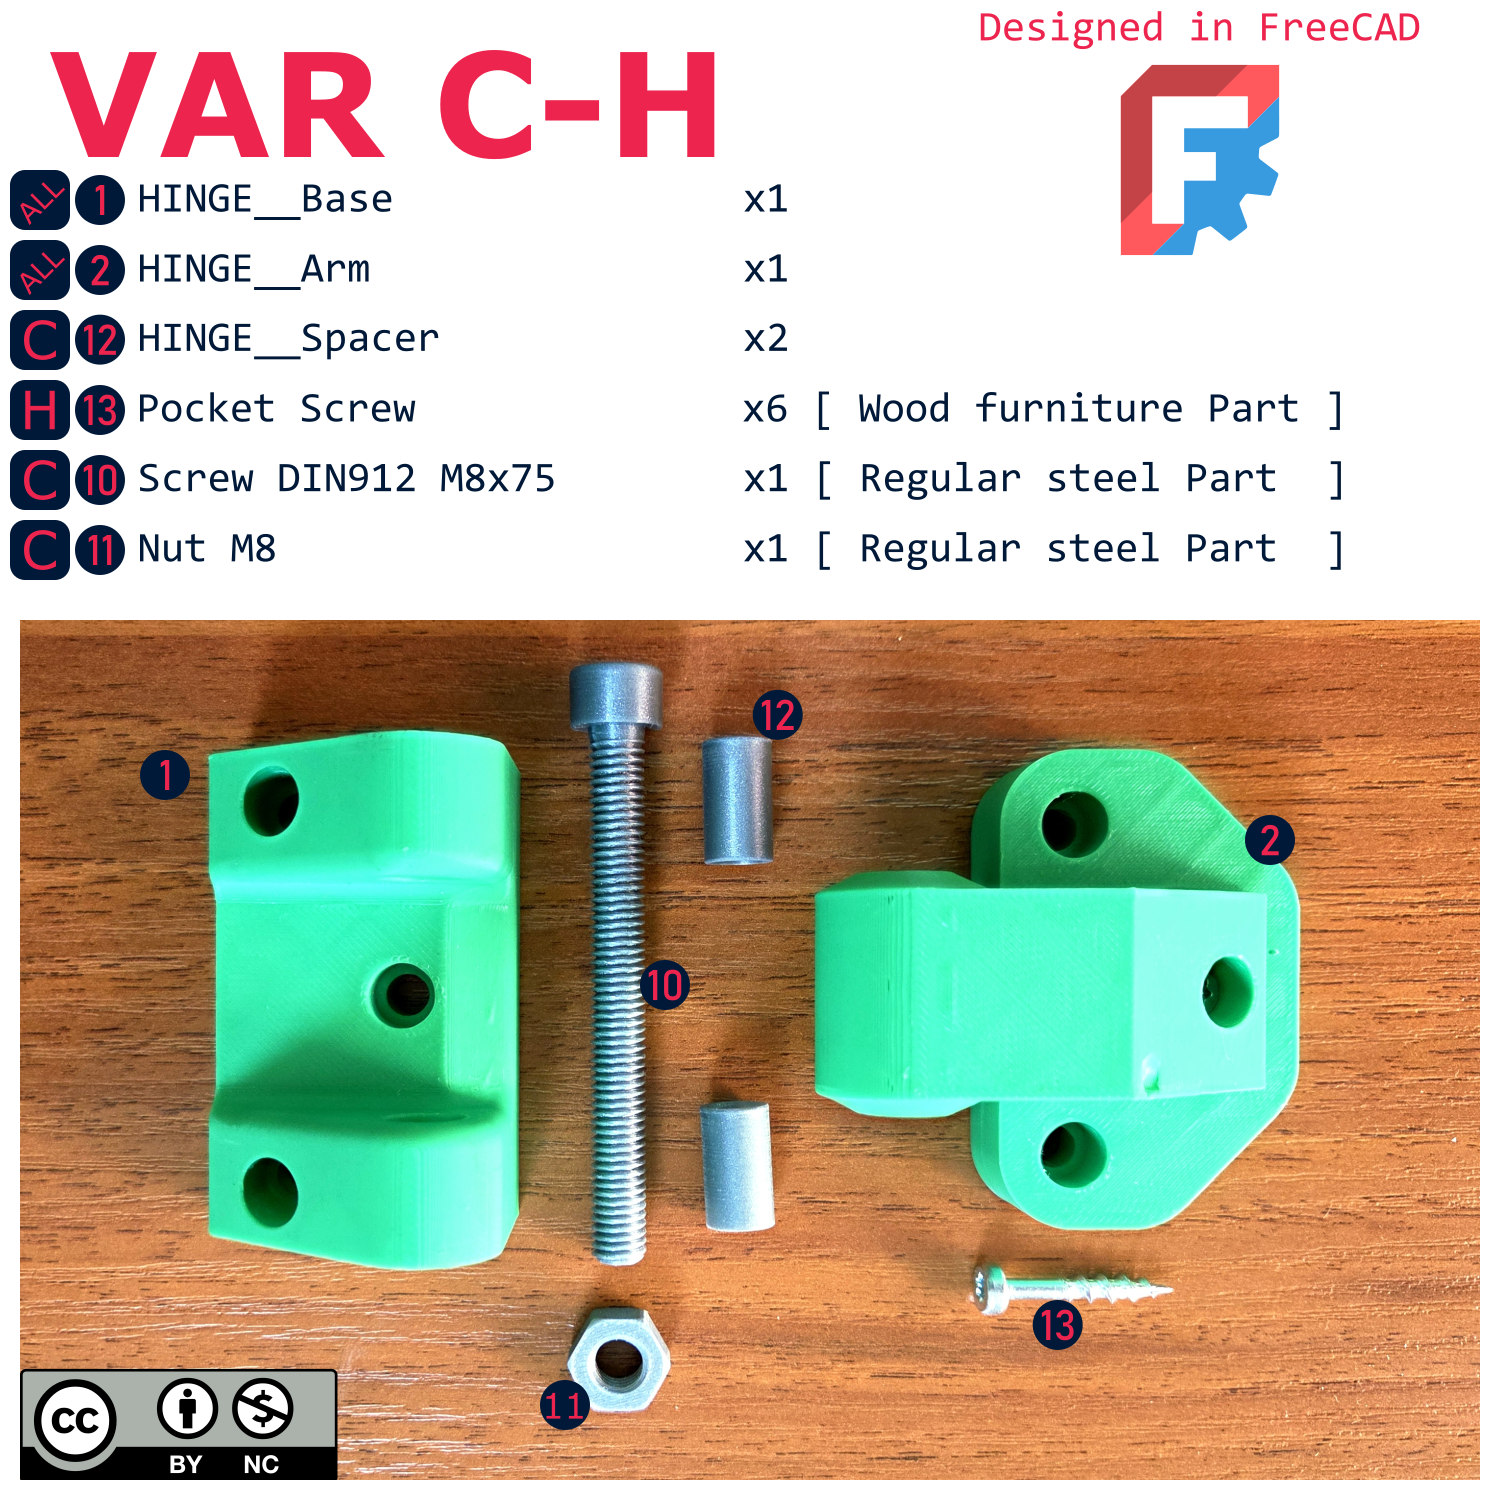 Designed in FreeCAD
VAR C-H
ALL 1 HINGE__Base x1
ALL 2 HINGE__Arm x1
C 12 HINGE__Spacer x2
H 13 Pocket Screw x6 [ Wood furniture Part ]
C 10 Screw DIN912 M8x75 x1 [ Regular steel Part ]
C 11 Nut M8 x1 [ Regular steel Part ]
12
1
2
10
13
11
cc
BY NC